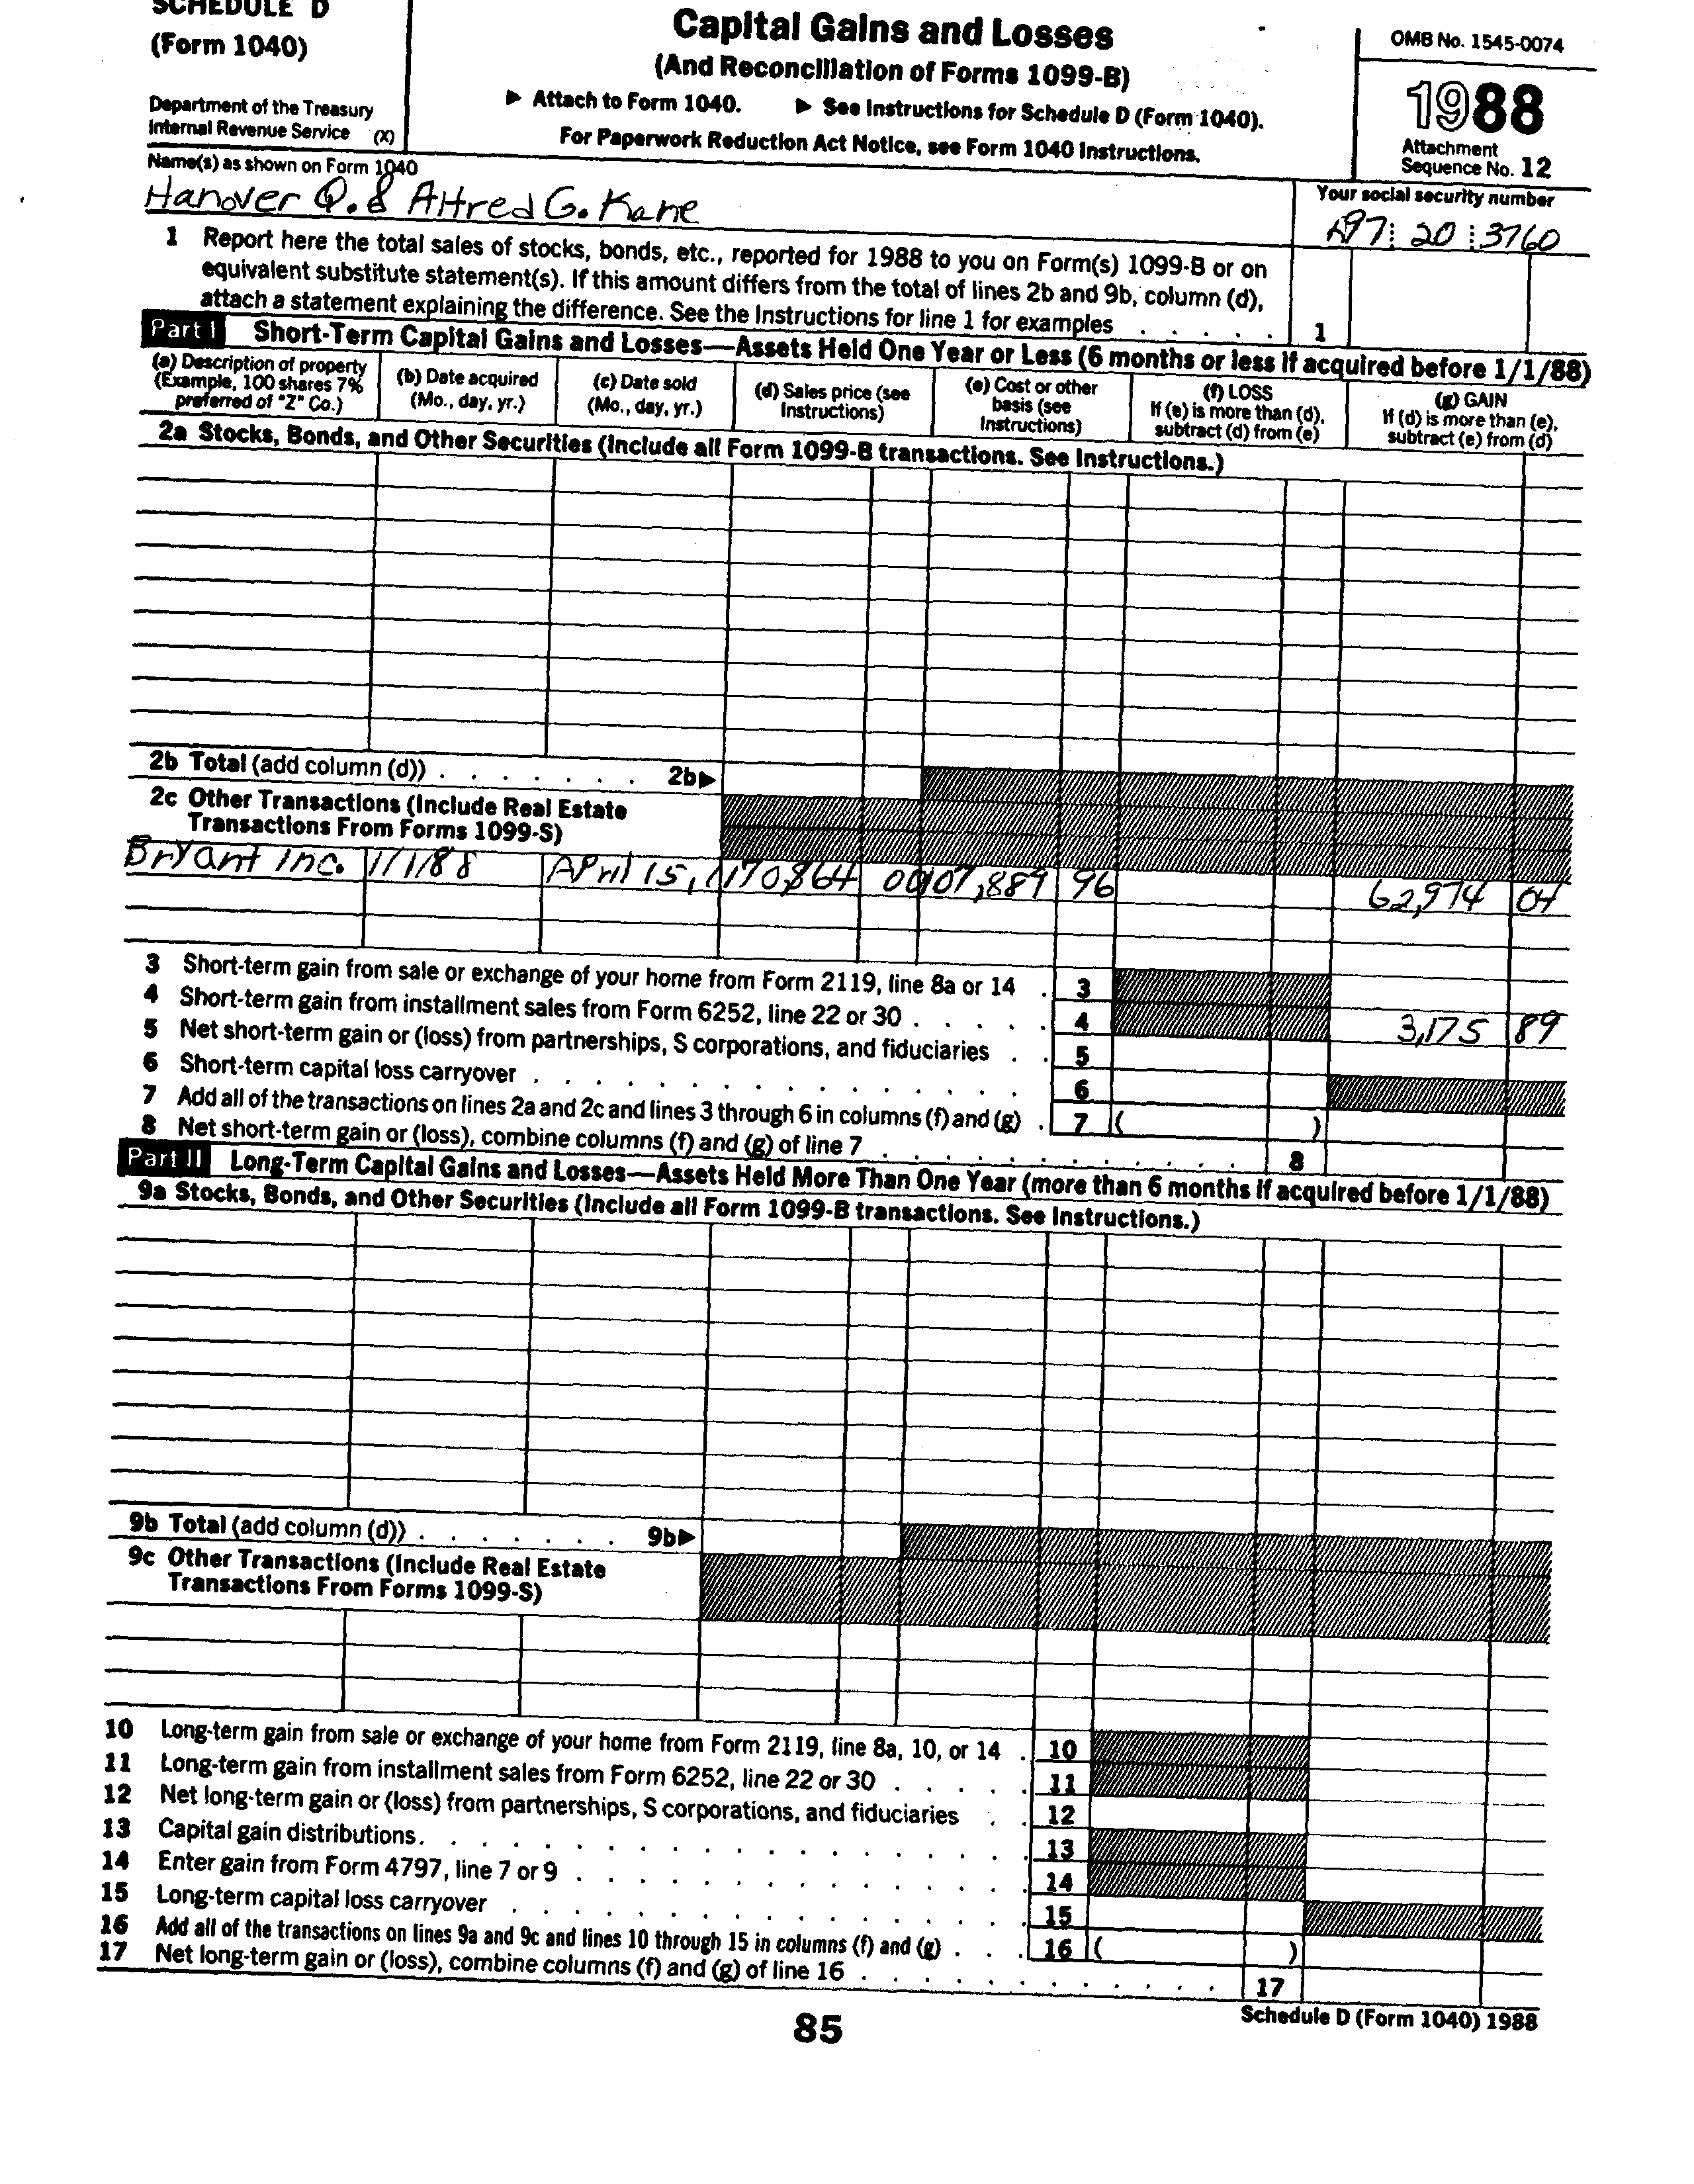 SCHEDULE D
(Form 1040)
Department of the Treasury
Internal Revenue Service (X)
Capital Gains and Losses
(And Reconciliation of Forms 1099-B)
▶ Attach to Form 1040. ▶ See Instructions for Schedule D (Form 1040).
For Paperwork Reduction Act Notice, see Form 1040 Instructions.
OMB No. 1545-0074
1988
Attachment
Sequence No. 12
Name(s) as shown on Form 1040
Hanover Q. & Alfred G. Kane
Your social security number
497 20 3760
1 Report here the total sales of stocks, bonds, etc., reported for 1988 to you on Form(s) 1099-B or on
equivalent substitute statement(s). If this amount differs from the total of lines 2b and 9b, column (d),
attach a statement explaining the difference. See the Instructions for line 1 for examples . . . . . 1
Part I Short-Term Capital Gains and Losses—Assets Held One Year or Less (6 months or less if acquired before 1/1/88)
(a) Description of property
(Example, 100 shares 7%
preferred of "Z" Co.)
(b) Date acquired
(Mo., day, yr.)
(c) Date sold
(Mo., day, yr.)
(d) Sales price (see
Instructions)
(e) Cost or other
basis (see
Instructions)
(f) LOSS
If (e) is more than (d),
subtract (d) from (e)
(g) GAIN
If (d) is more than (e),
subtract (e) from (d)
2a Stocks, Bonds, and Other Securities (Include all Form 1099-B transactions. See Instructions.)
2b Total (add column (d)) . . . . . . . 2b▶
2c Other Transactions (Include Real Estate
Transactions From Forms 1099-S)
Bryant Inc. 1/1/88 April 15, 170,864 00 107,889 96 62,974 04
3 Short-term gain from sale or exchange of your home from Form 2119, line 8a or 14 . 3
4 Short-term gain from installment sales from Form 6252, line 22 or 30 . . . . . 4 3,175 89
5 Net short-term gain or (loss) from partnerships, S corporations, and fiduciaries . . 5
6 Short-term capital loss carryover . . . . . . . . . . . . . . . . 6
7 Add all of the transactions on lines 2a and 2c and lines 3 through 6 in columns (f) and (g) . 7 ( )
8 Net short-term gain or (loss), combine columns (f) and (g) of line 7 . . . . . . . . . . . 8
Part II Long-Term Capital Gains and Losses—Assets Held More Than One Year (more than 6 months if acquired before 1/1/88)
9a Stocks, Bonds, and Other Securities (Include all Form 1099-B transactions. See Instructions.)
9b Total (add column (d)) . . . . . . . 9b▶
9c Other Transactions (Include Real Estate
Transactions From Forms 1099-S)
10 Long-term gain from sale or exchange of your home from Form 2119, line 8a, 10, or 14 . 10
11 Long-term gain from installment sales from Form 6252, line 22 or 30 . . . . . 11
12 Net long-term gain or (loss) from partnerships, S corporations, and fiduciaries . . 12
13 Capital gain distributions . . . . . . . . . . . . . . . . . . . 13
14 Enter gain from Form 4797, line 7 or 9 . . . . . . . . . . . . . . 14
15 Long-term capital loss carryover . . . . . . . . . . . . . . . . 15
16 Add all of the transactions on lines 9a and 9c and lines 10 through 15 in columns (f) and (g) . . . 16 ( )
17 Net long-term gain or (loss), combine columns (f) and (g) of line 16 . . . . . . . . . . . . 17
85
Schedule D (Form 1040) 1988